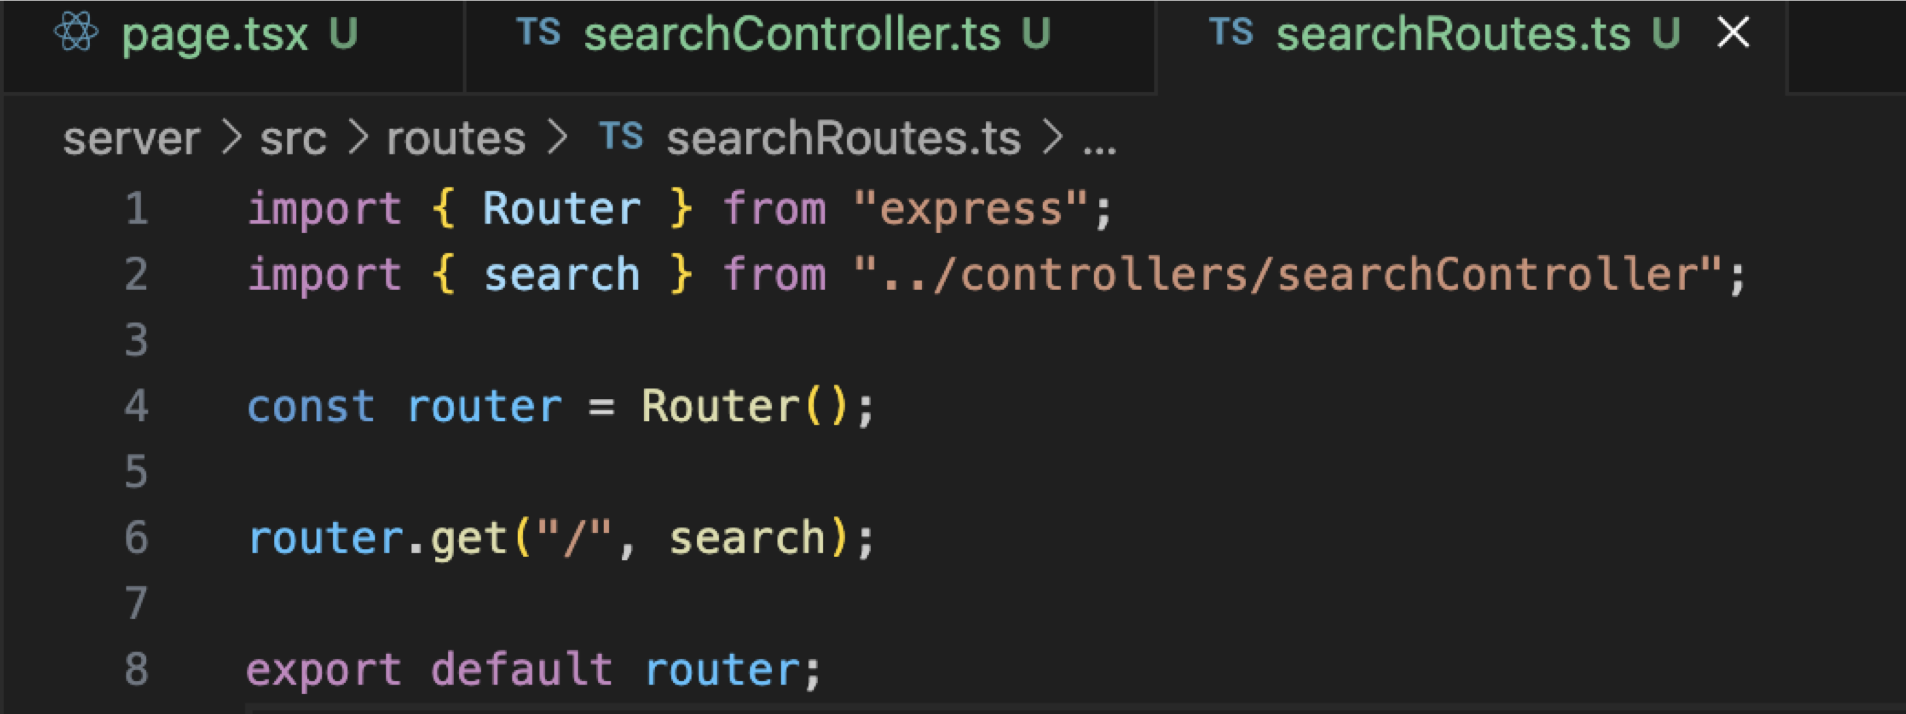 page.tsx U TS searchController.ts U TS searchRoutes.ts U
server > src > routes > TS searchRoutes.ts > ...
1 import { Router } from "express";
2 import { search } from "../controllers/searchController";
3
4 const router = Router();
5
6 router.get("/", search);
7
8 export default router;